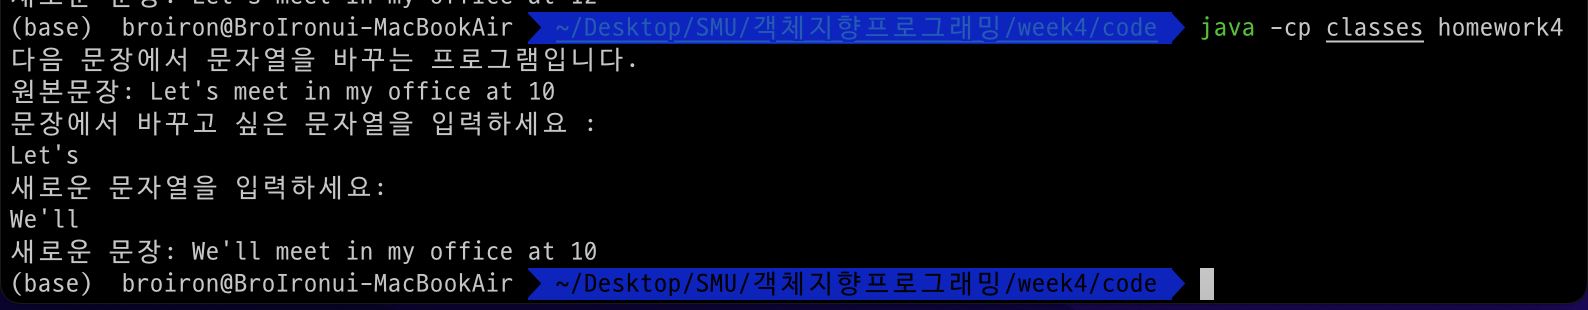 새로운 문장: Let's meet in my office at 12
(base)  broiron@BroIronui-MacBookAir  ~/Desktop/SMU/객체지향프로그래밍/week4/code  java -cp classes homework4
다음 문장에서 문자열을 바꾸는 프로그램입니다.
원본문장: Let's meet in my office at 10
문장에서 바꾸고 싶은 문자열을 입력하세요 :
Let's
새로운 문자열을 입력하세요:
We'll
새로운 문장: We'll meet in my office at 10
(base)  broiron@BroIronui-MacBookAir  ~/Desktop/SMU/객체지향프로그래밍/week4/code